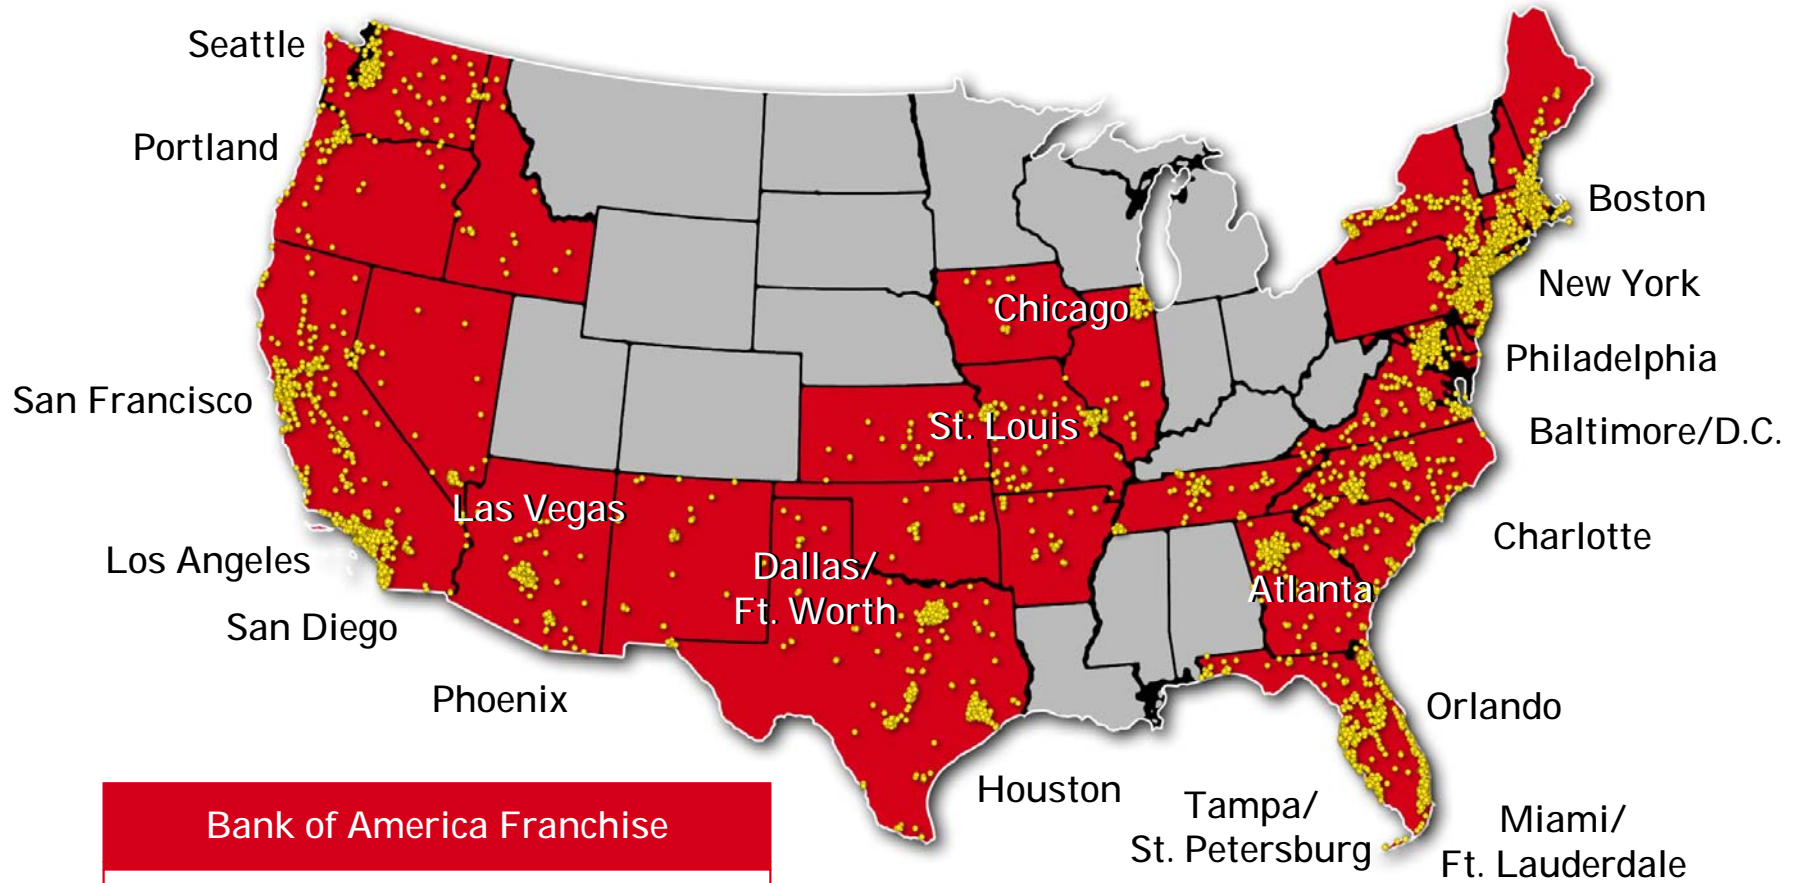 Seattle
Portland
Boston
New York
Chicago
Philadelphia
San Francisco
St. Louis
Baltimore/D.C.
Las Vegas
Charlotte
Los Angeles
Dallas/
Ft. Worth
Atlanta
San Diego
Phoenix
Orlando
Houston
Tampa/
St. Petersburg
Miami/
Ft. Lauderdale
Bank of America Franchise